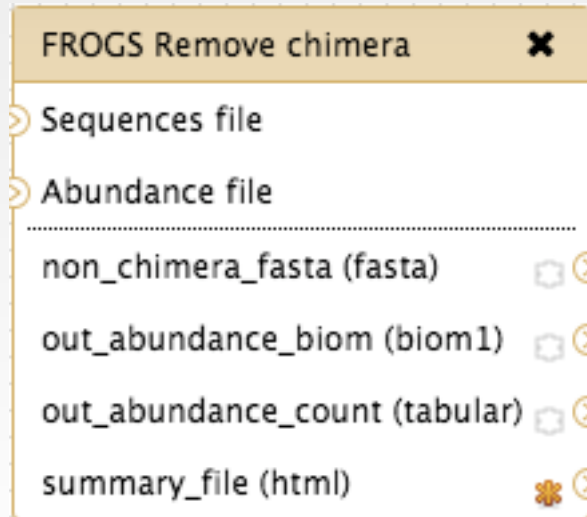 FROGS Remove chimera
Sequences file
Abundance file
non_chimera_fasta (fasta)
out_abundance_biom (biom1)
out_abundance_count (tabular)
summary_file (html)